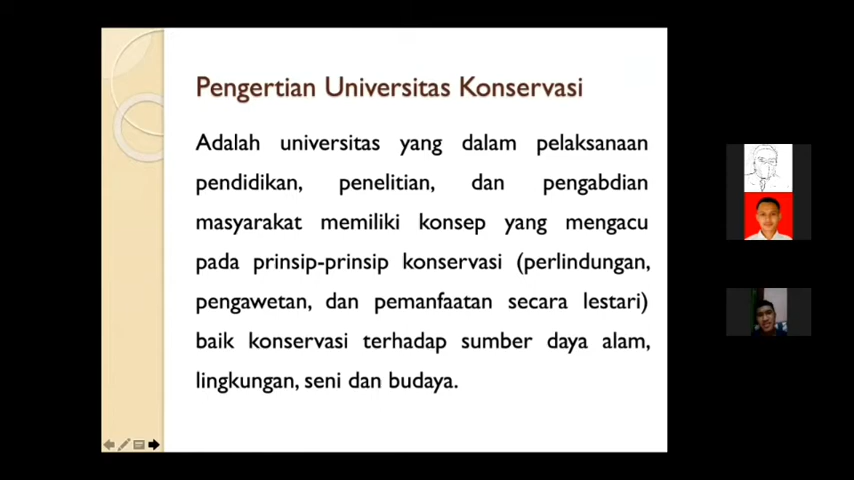 Pengertian Universitas Konservasi
Adalah universitas yang dalam pelaksanaan
pendidikan, penelitian, dan pengabdian
masyarakat memiliki konsep yang mengacu
pada prinsip-prinsip konservasi (perlindungan,
pengawetan, dan pemanfaatan secara lestari)
baik konservasi terhadap sumber daya alam,
lingkungan, seni dan budaya.